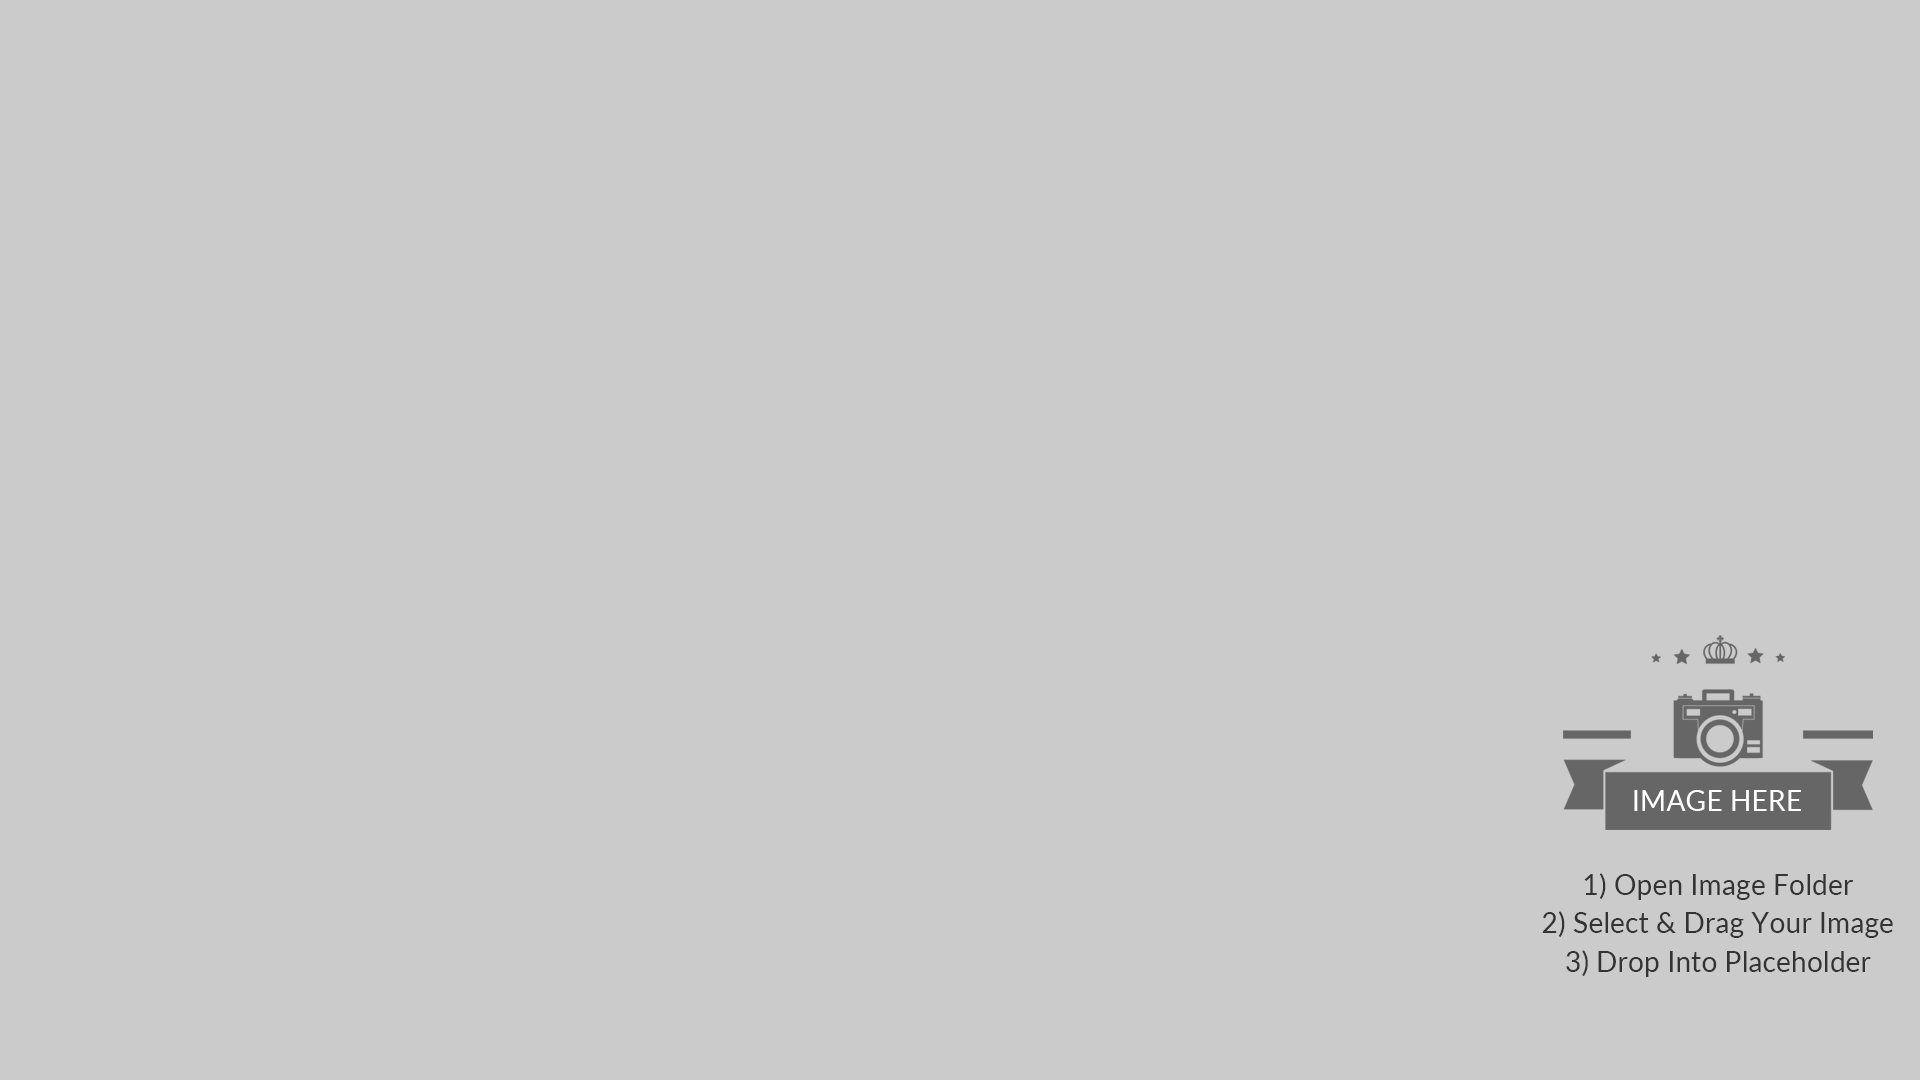 IMAGE HERE
1) Open Image Folder
2) Select & Drag Your Image
3) Drop Into Placeholder